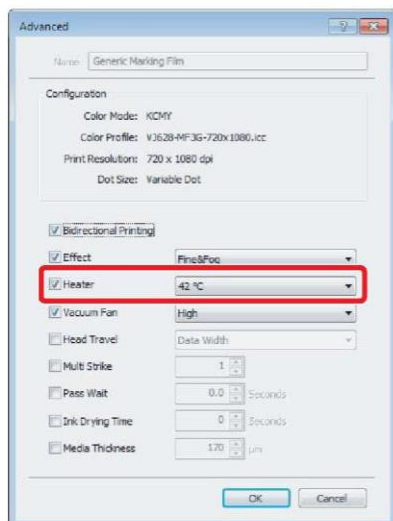 Advanced
Name: Generic Marking Film
Configuration
Color Mode: KCMY
Color Profile: VJ628-MF3G-720x1080.icc
Print Resolution: 720 x 1080 dpi
Dot Size: Variable Dot
Bidirectional Printing
Effect Fine&Fog
Heater 42 °C
Vacuum Fan High
Head Travel Data Width
Multi Strike 1
Pass Wait 0.0 Seconds
Ink Drying Time 0 Seconds
Media Thickness 170 µm
OK Cancel